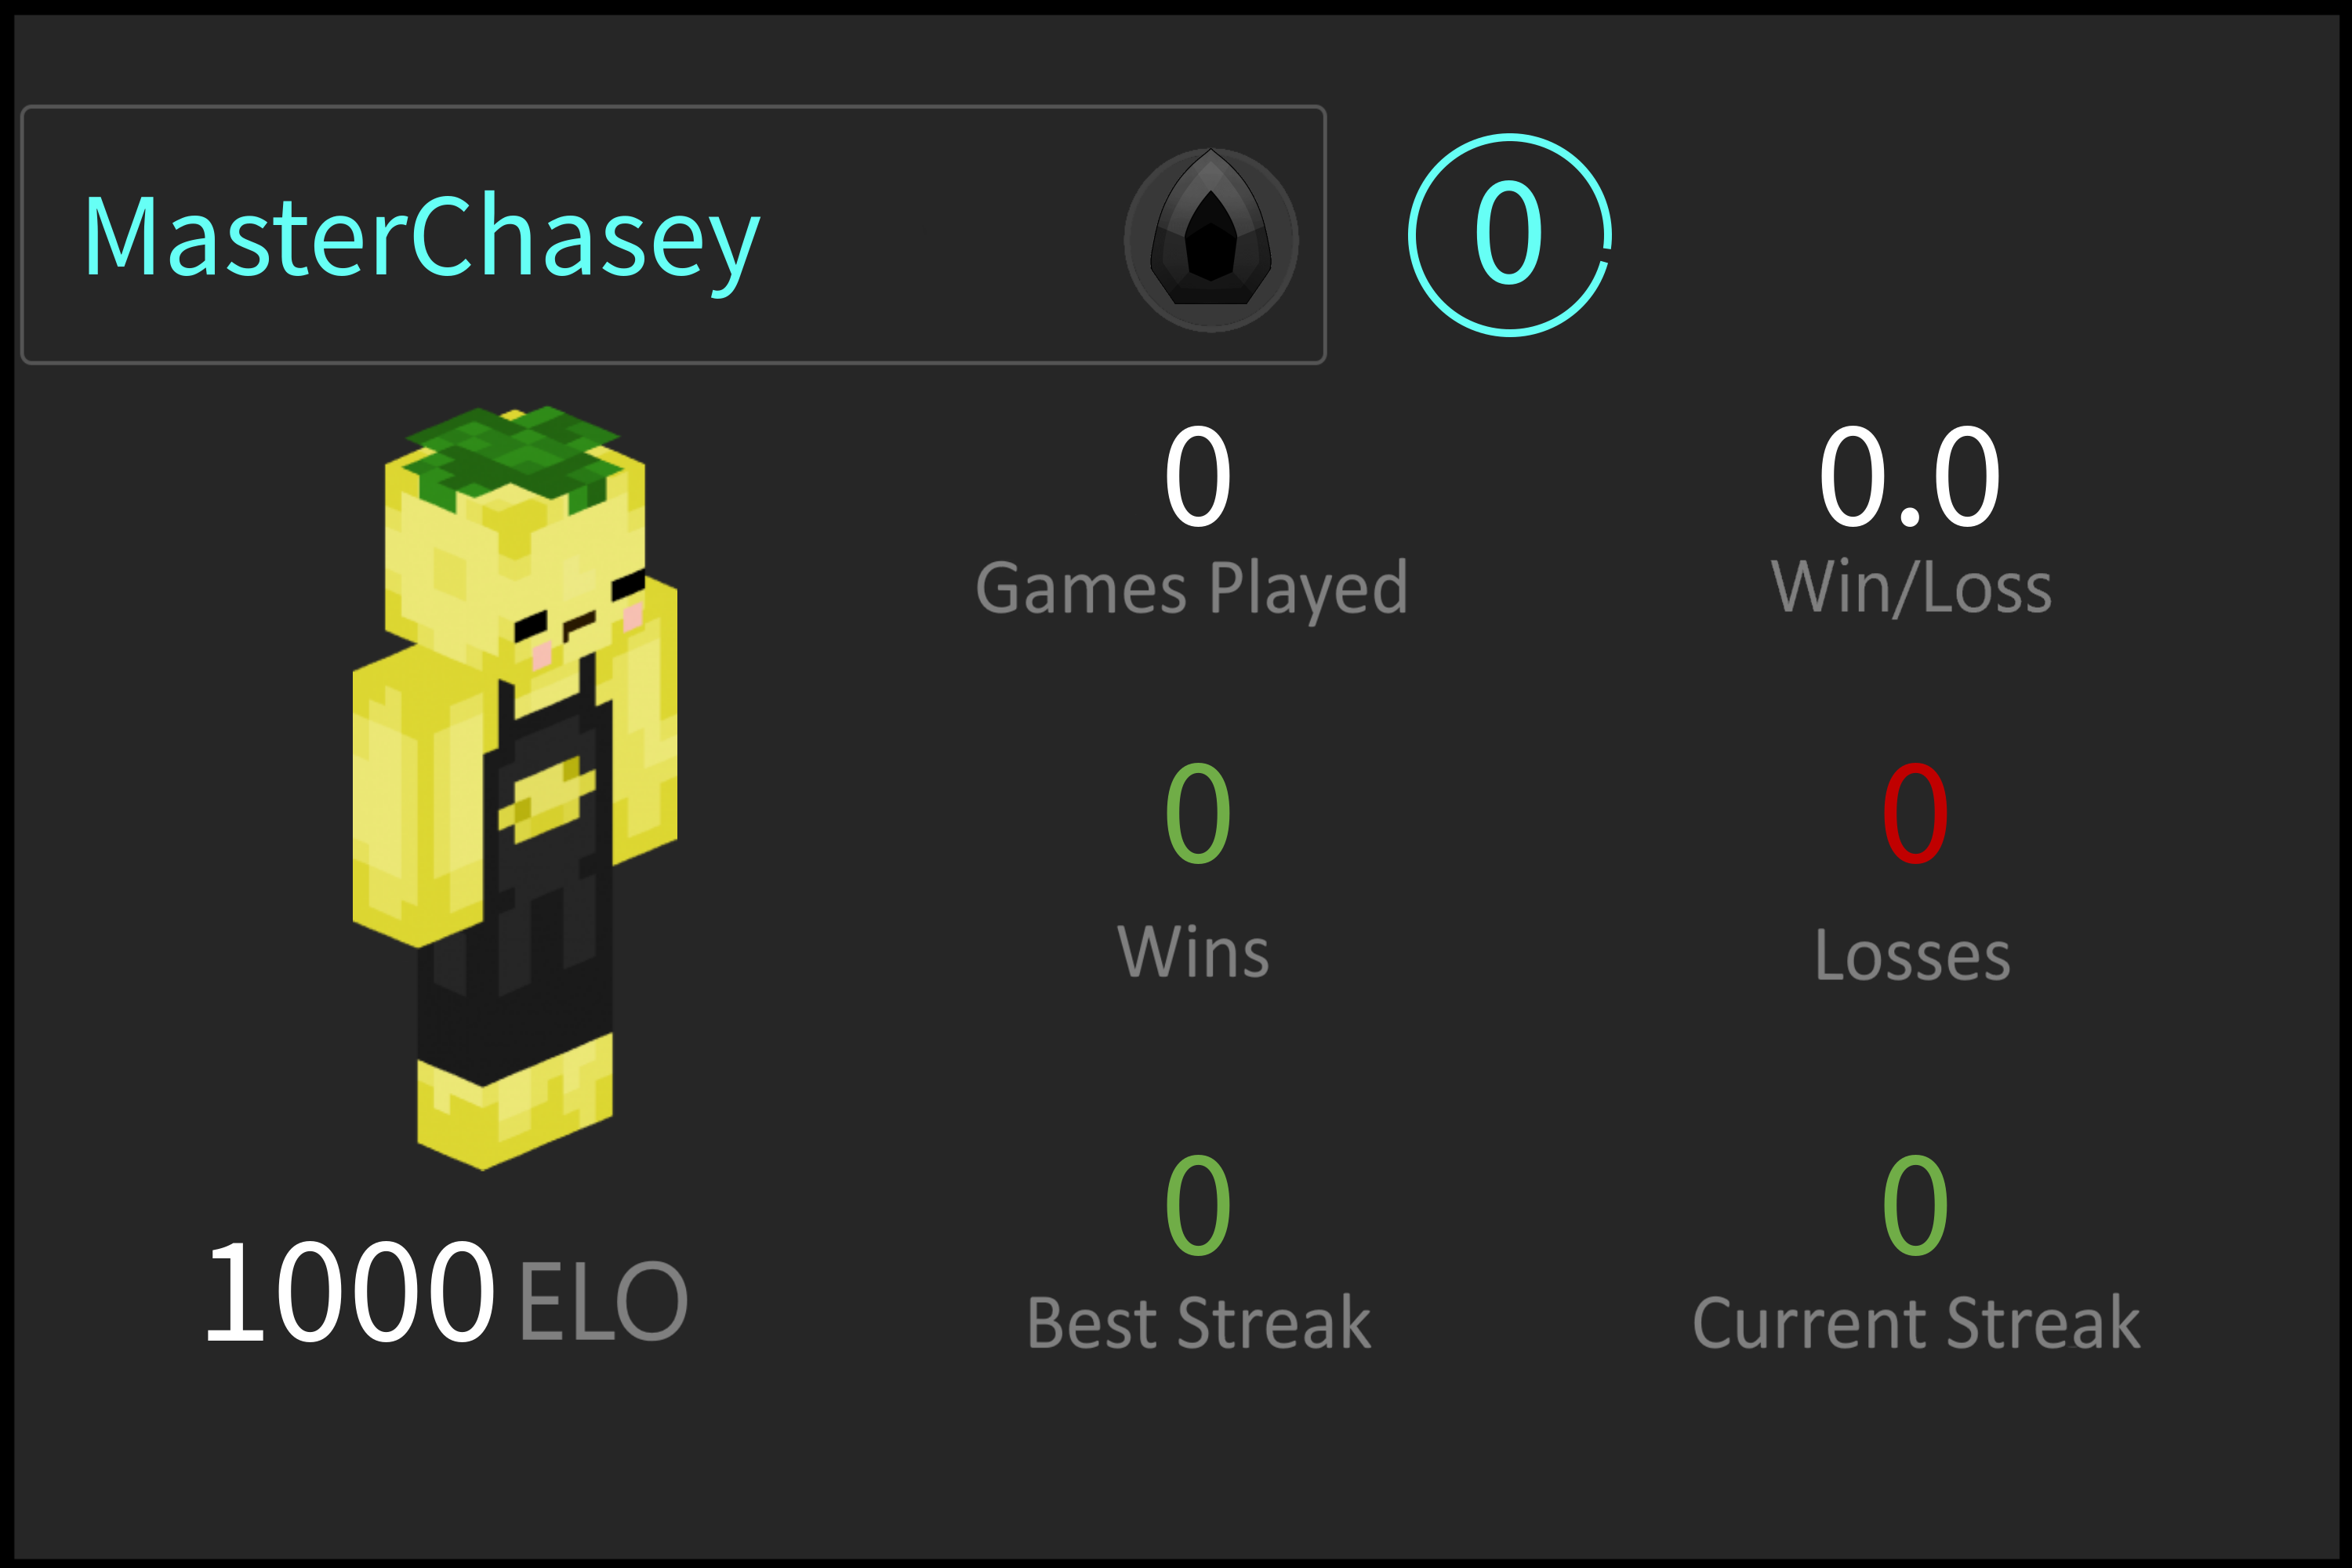 MasterChasey
0
0
0.0
Games Played
Win/Loss
0
0
Wins
Losses
0
0
1000 ELO
Best Streak
Current Streak